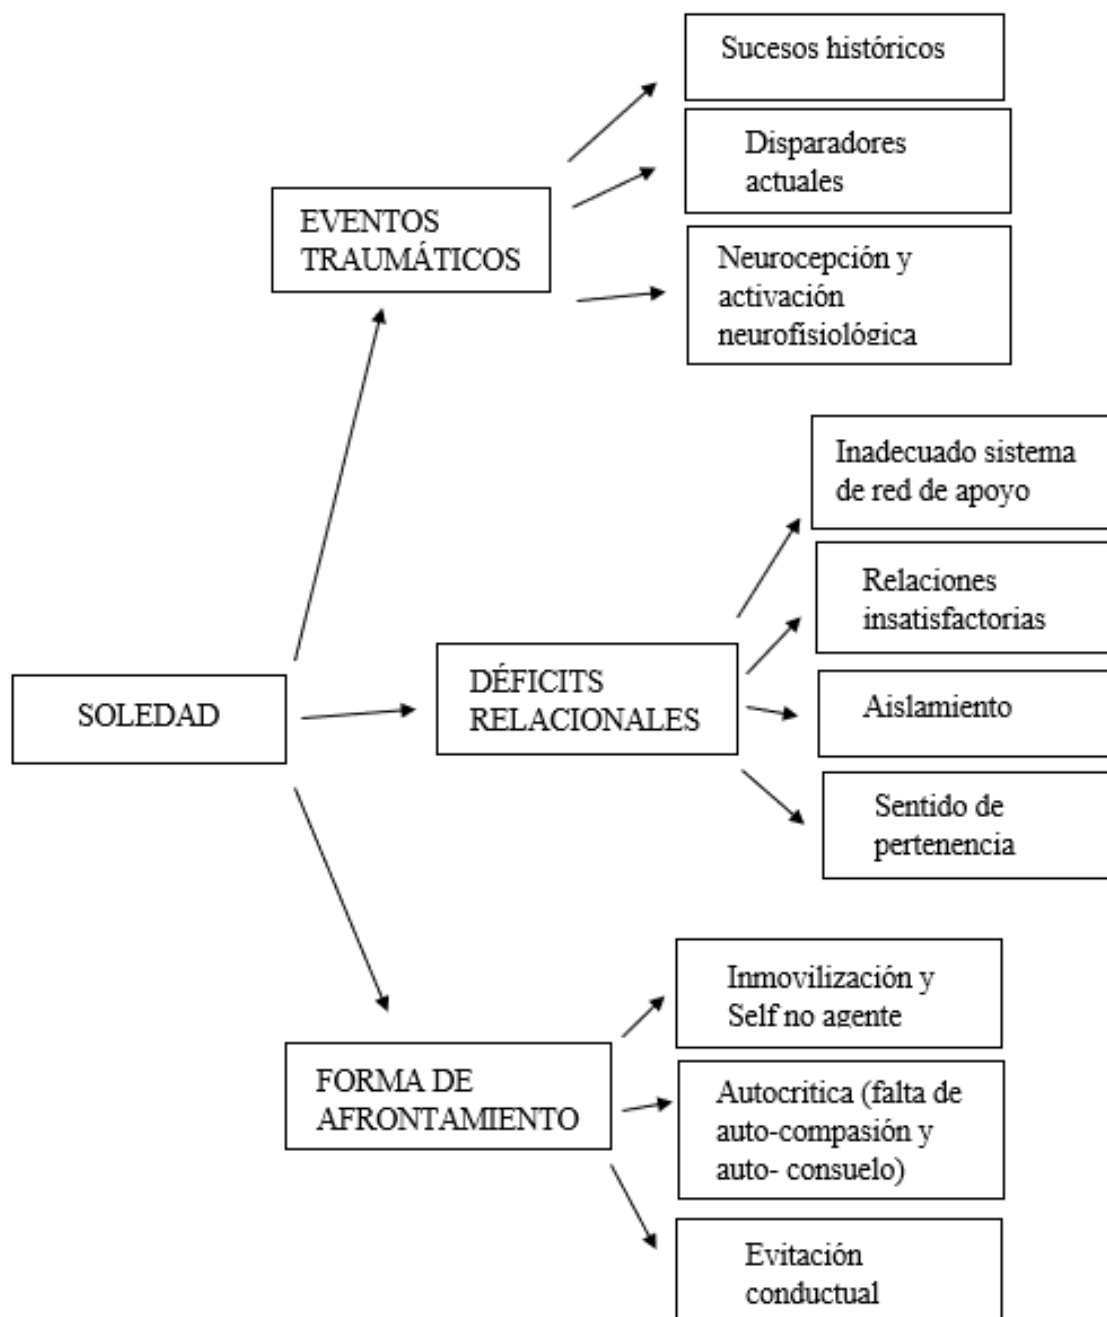 Sucesos históricos
Disparadores
actuales
EVENTOS
TRAUMÁTICOS
Neurocepción y
activación
neurofisiológica
Inadecuado sistema
de red de apoyo
Relaciones
insatisfactorias
DÉFICITS
RELACIONALES
SOLEDAD
Aislamiento
Sentido de
pertenencia
Inmovilización y
Self no agente
FORMA DE
AFRONTAMIENTO
Autocritica (falta de
auto-compasión y
auto- consuelo)
Evitación
conductual